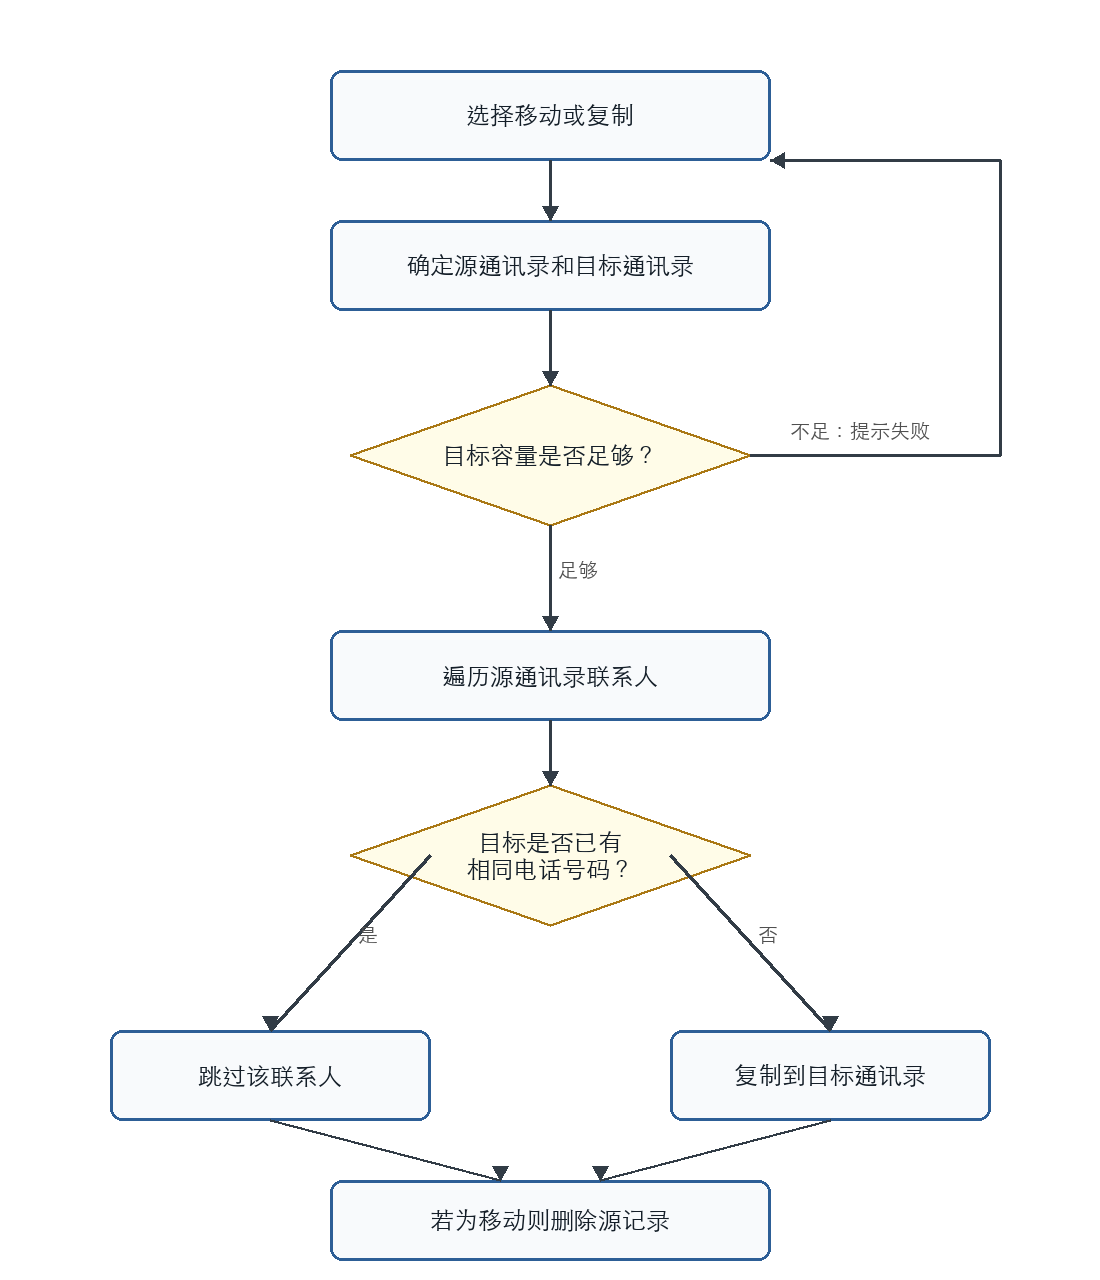 选择移动或复制
确定源通讯录和目标通讯录
不足：提示失败
目标容量是否足够？
足够
遍历源通讯录联系人
目标是否已有
相同电话号码？
是
否
跳过该联系人
复制到目标通讯录
若为移动则删除源记录